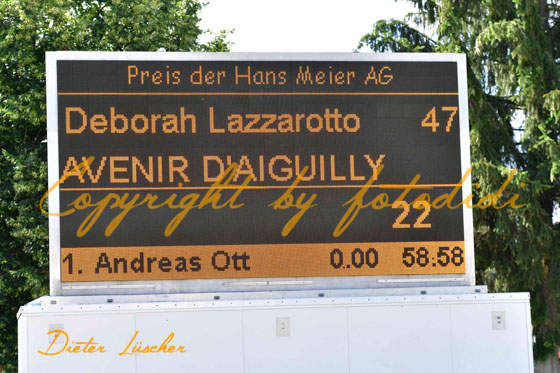 Preis der Hans Meier AG
Deborah Lazzarotto 47
AVENIR D'AIGUILLY
Copyright by fotodidi
22
1. Andreas Ott 0.00 58.58
Dieter Lüscher